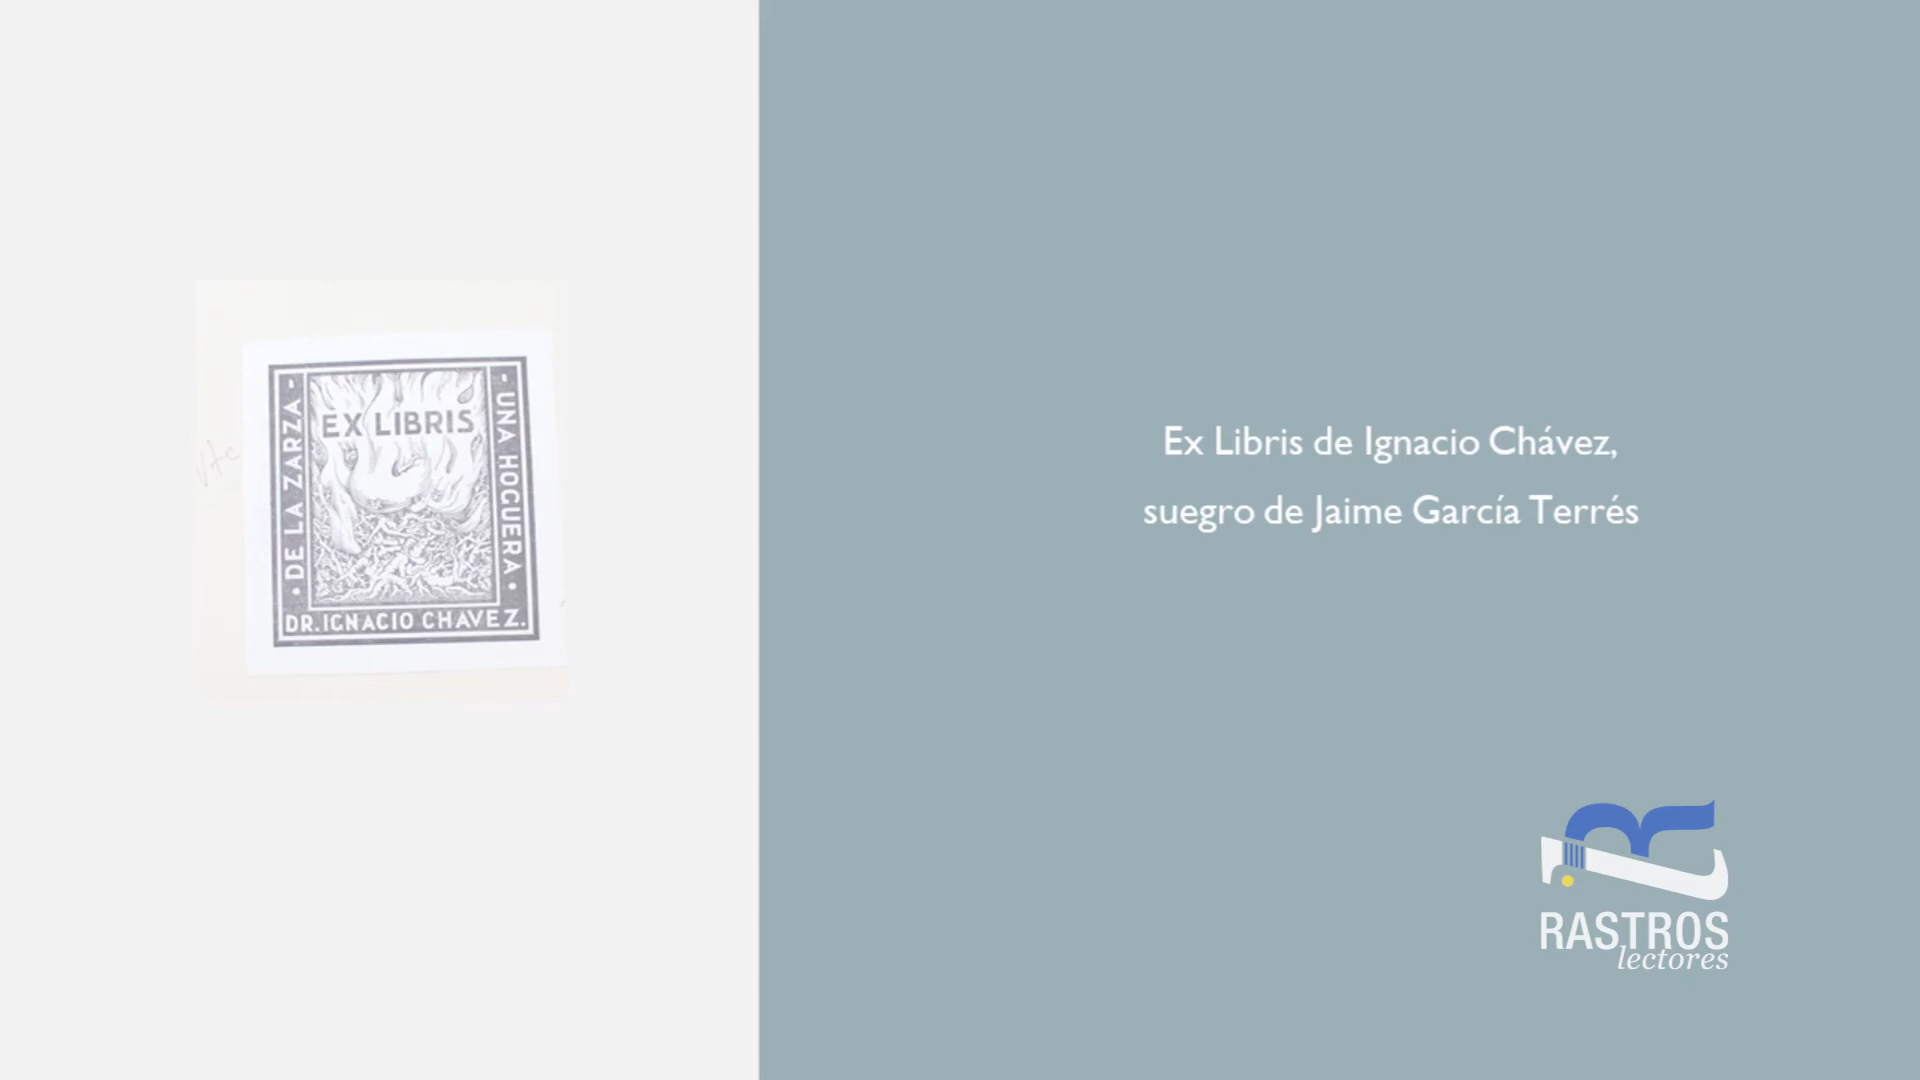 EX LIBRIS
• DE LA ZARZA -
- UNA HOGUERA •
DR. IGNACIO CHAVEZ.
Ex Libris de Ignacio Chávez,
suegro de Jaime García Terrés
RASTROS
lectores